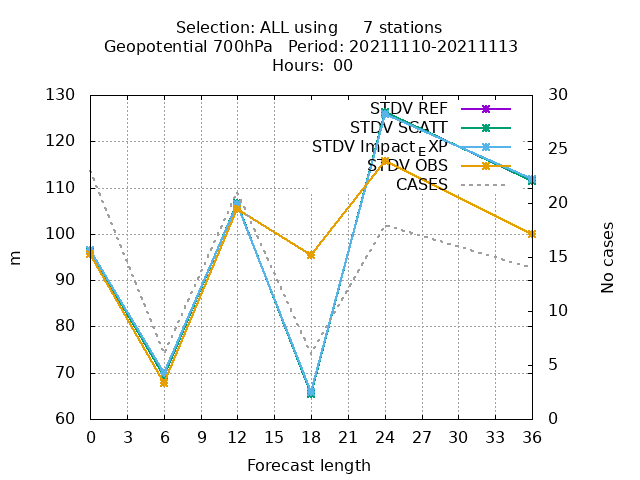 Selection: ALL using     7 stations
Geopotential 700hPa   Period: 20211110-20211113
Hours:  00
STDV REF
STDV SCATT
STDV Impact_EXP
STDV OBS
CASES
130
120
110
100
90
80
70
60
m
30
25
20
15
10
5
0
No cases
0 3 6 9 12 15 18 21 24 27 30 33 36
Forecast length